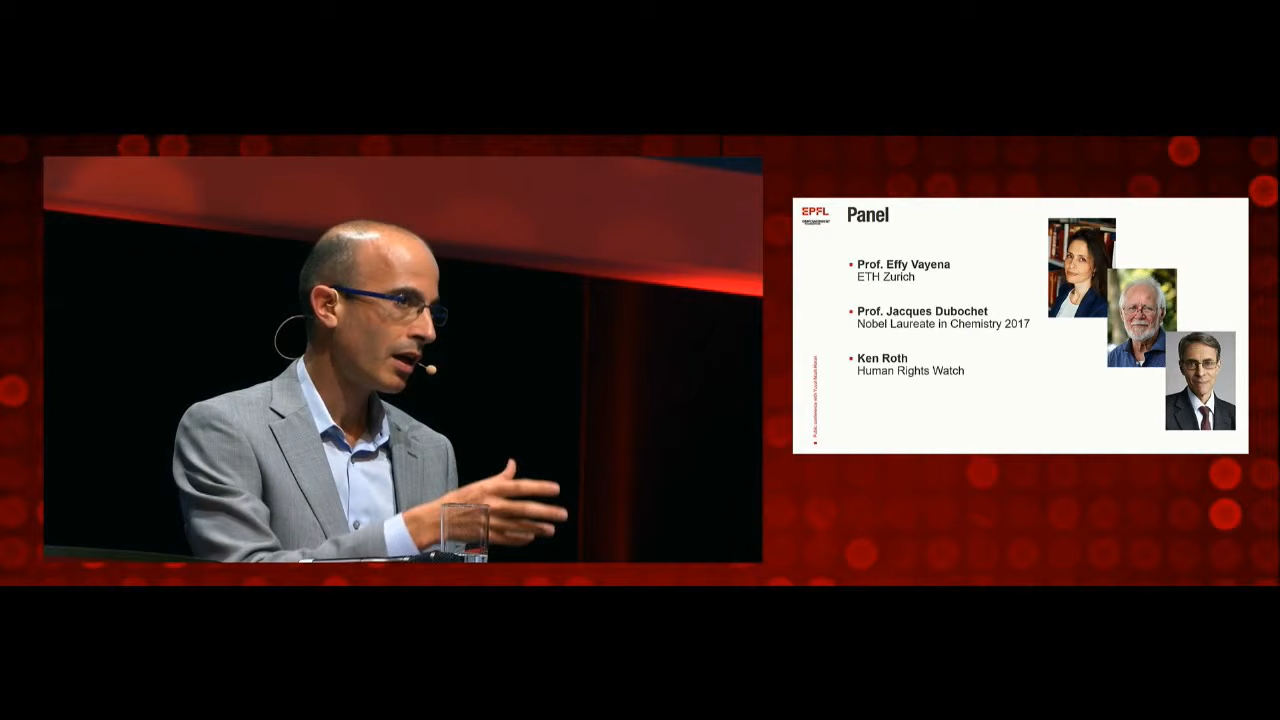 EPFL
Panel
▪ Prof. Effy Vayena
ETH Zurich
▪ Prof. Jacques Dubochet
Nobel Laureate in Chemistry 2017
▪ Ken Roth
Human Rights Watch